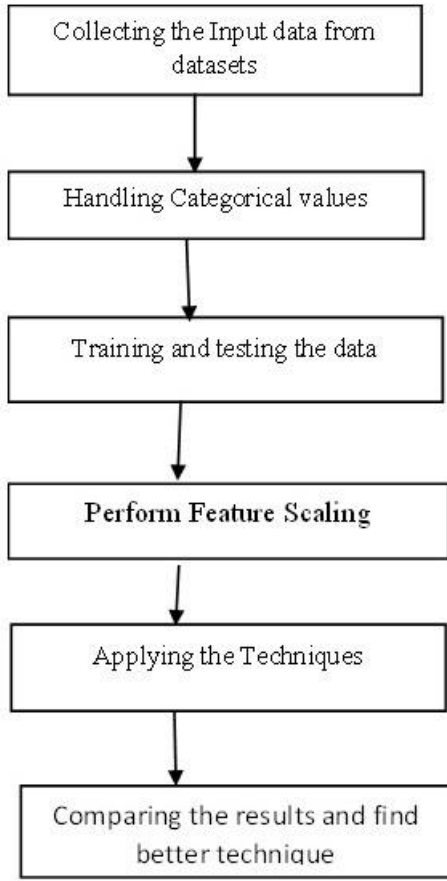 Collecting the Input data from
datasets
Handling Categorical values
Training and testing the data
Perform Feature Scaling
Applying the Techniques
Comparing the results and find
better technique